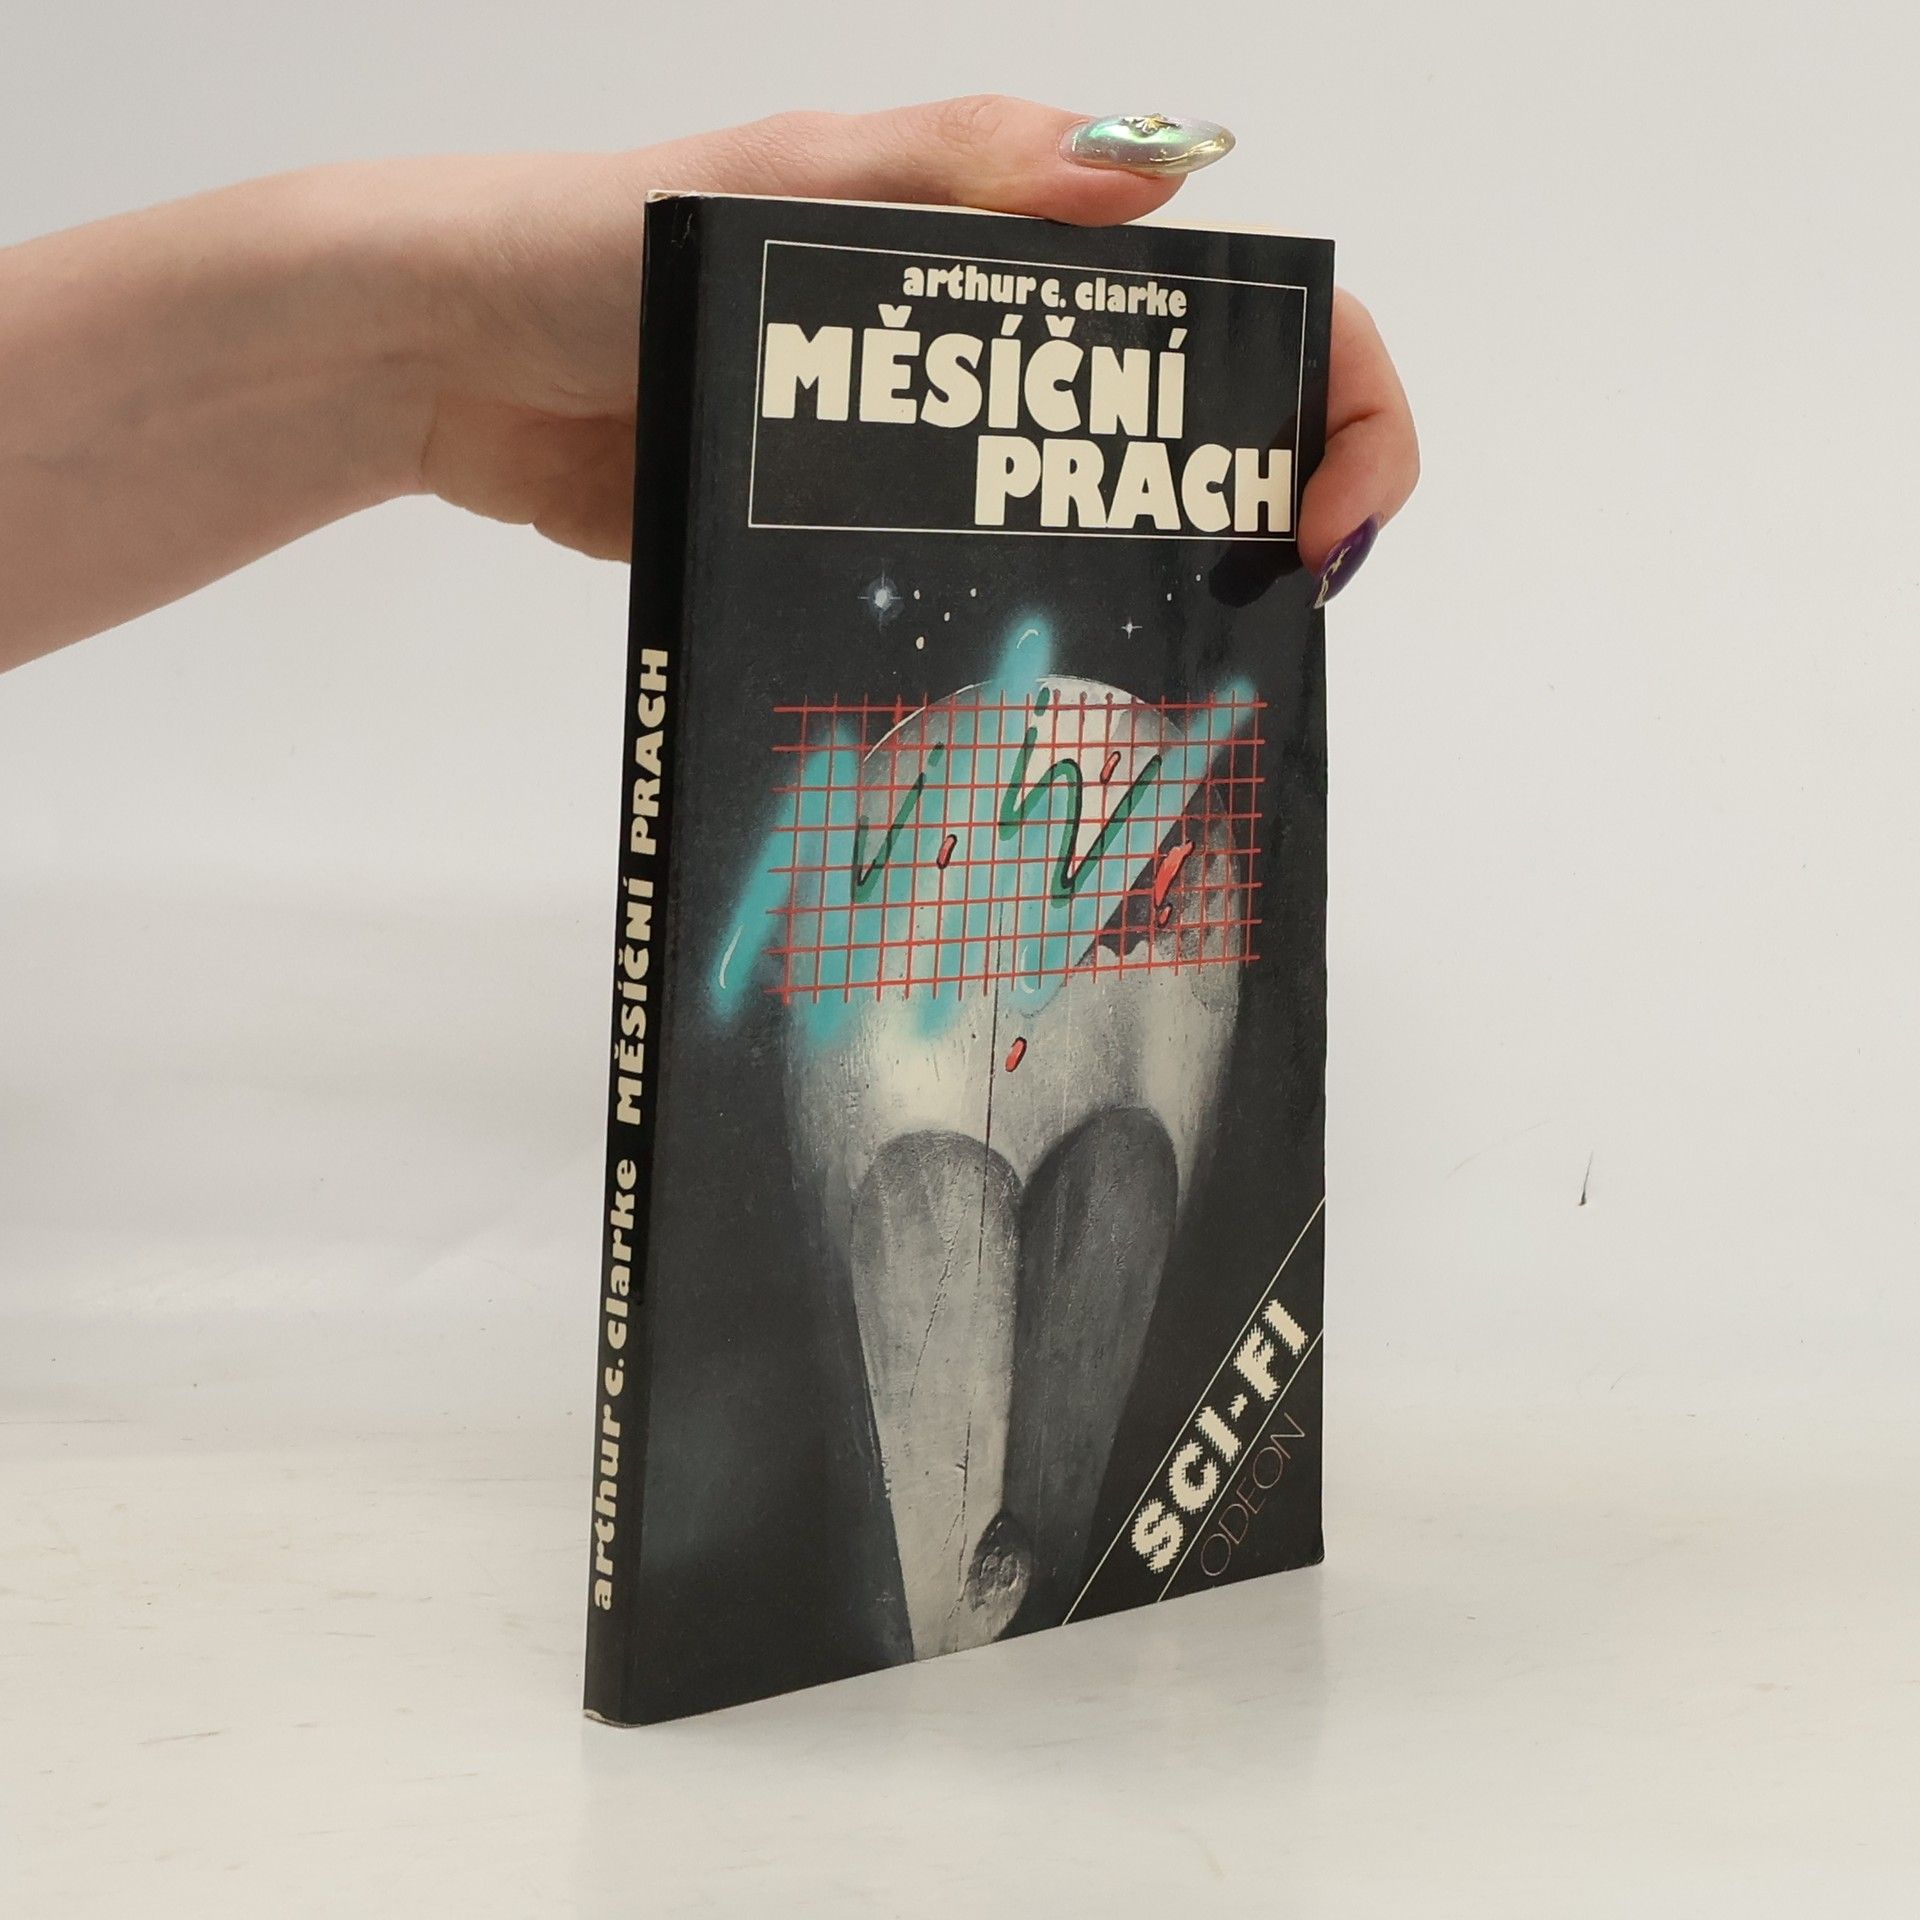 arthur c. clarke
MĚSÍČNÍ
PRACH
SCI-FI
ODEON
arthur c. clarke MĚSÍČNÍ PRACH